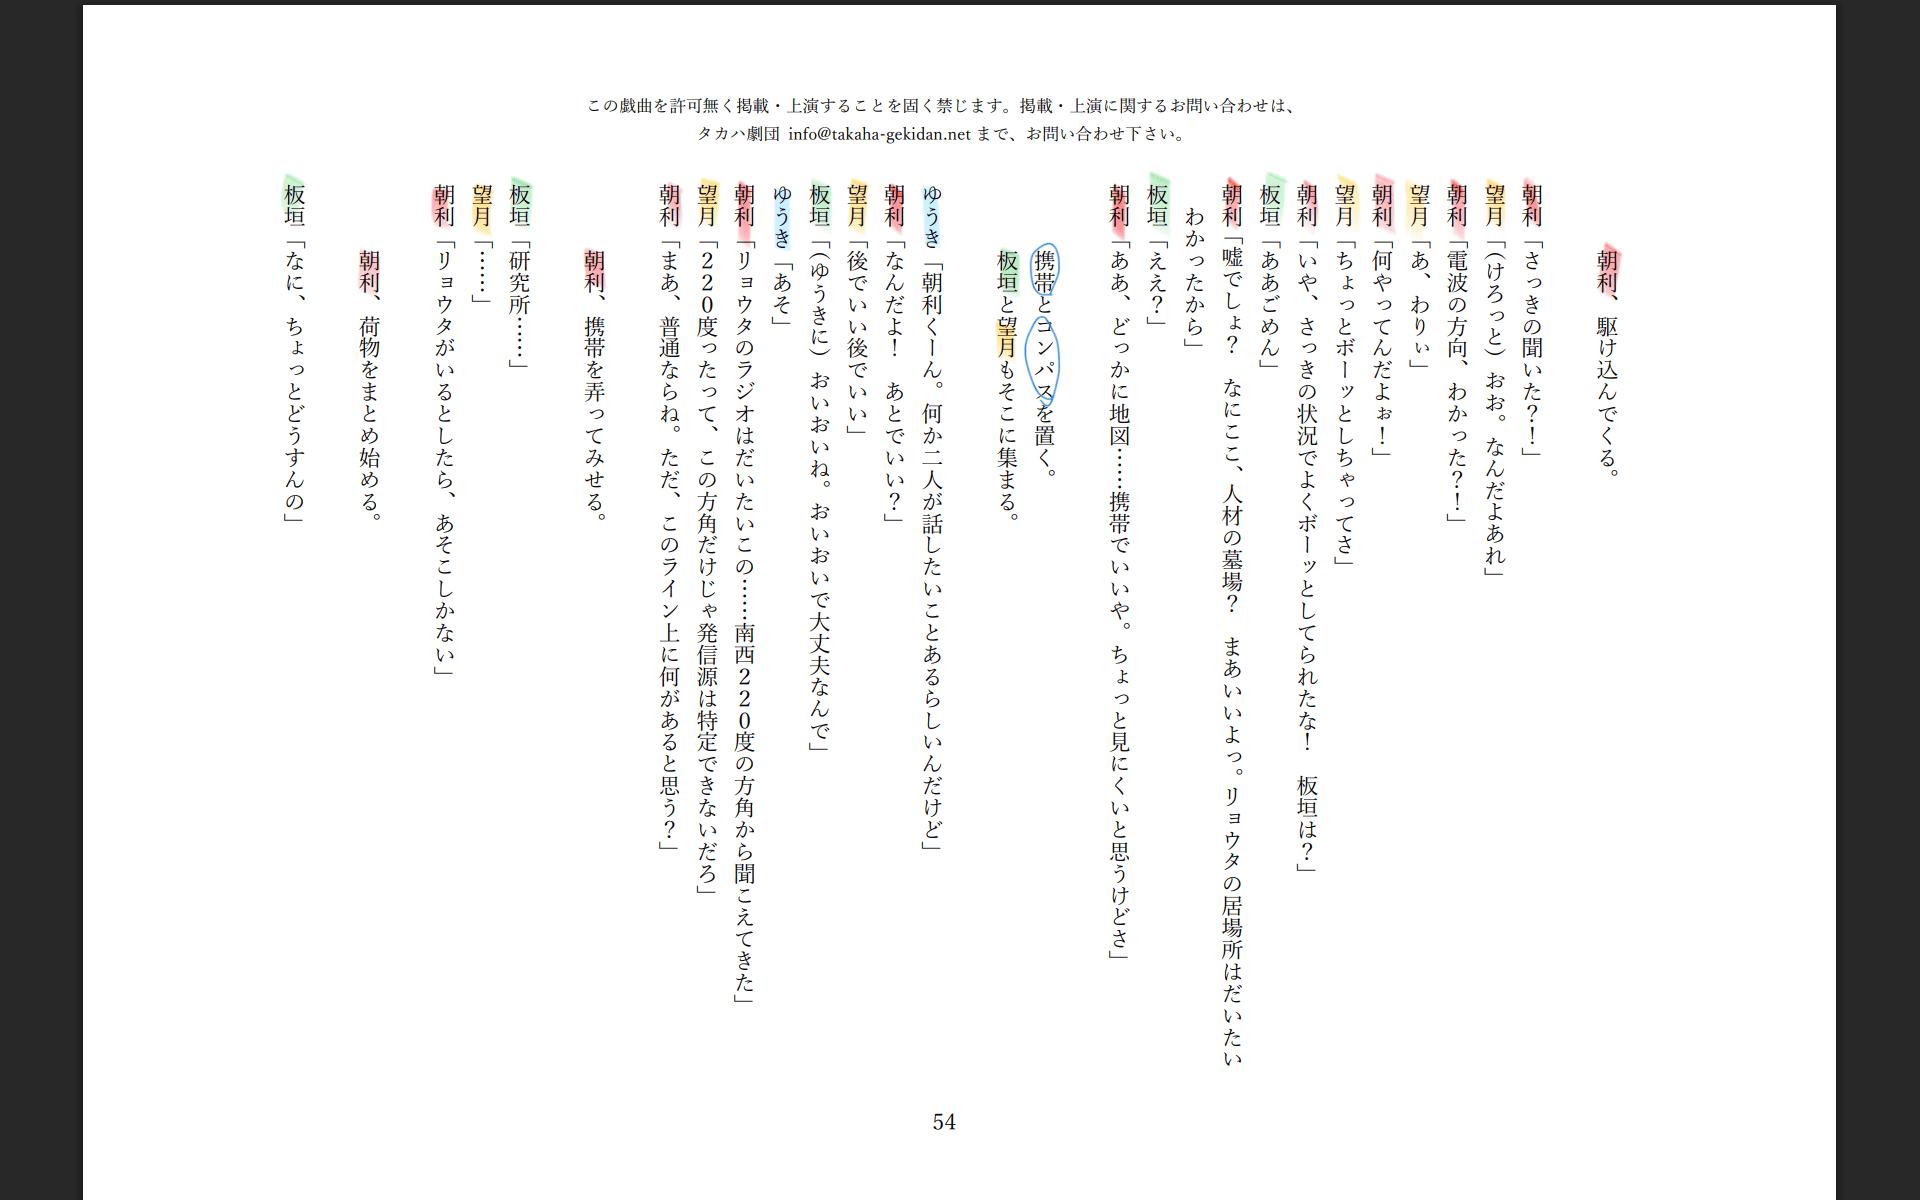 この戯曲を許可無く掲載・上演することを固く禁じます。掲載・上演に関するお問い合わせは、
タカハ劇団 info@takaha-gekidan.net まで、お問い合わせ下さい。
朝利、駆け込んでくる。
朝利「さっきの聞いた？！」
望月「（けろっと）おお。なんだよあれ」
朝利「電波の方向、わかった？！」
望月「あ、わりぃ」
朝利「何やってんだよぉ！」
望月「ちょっとボーッとしちゃってさ」
朝利「いや、さっきの状況でよくボーッとしてられたな！　板垣は？」
板垣「ああごめん」
朝利「嘘でしょ？　なにここ、人材の墓場？　まあいいよっ。リョウタの居場所はだいたい
わかったから」
板垣「ええ？」
朝利「ああ、どっかに地図……携帯でいいや。ちょっと見にくいと思うけどさ」
携帯とコンパスを置く。
板垣と望月もそこに集まる。
ゆうき「朝利くーん。何か二人が話したいことあるらしいんだけど」
朝利「なんだよ！　あとでいい？」
望月「後でいい後でいい」
板垣「（ゆうきに）おいおいね。おいおいで大丈夫なんで」
ゆうき「あそ」
朝利「リョウタのラジオはだいたいこの……南西２２０度の方角から聞こえてきた」
望月「２２０度ったって、この方角だけじゃ発信源は特定できないだろ」
朝利「まあ、普通ならね。ただ、このライン上に何があると思う？」
朝利、携帯を弄ってみせる。
板垣「研究所……」
望月「……」
朝利「リョウタがいるとしたら、あそこしかない」
朝利、荷物をまとめ始める。
板垣「なに、ちょっとどうすんの」
54